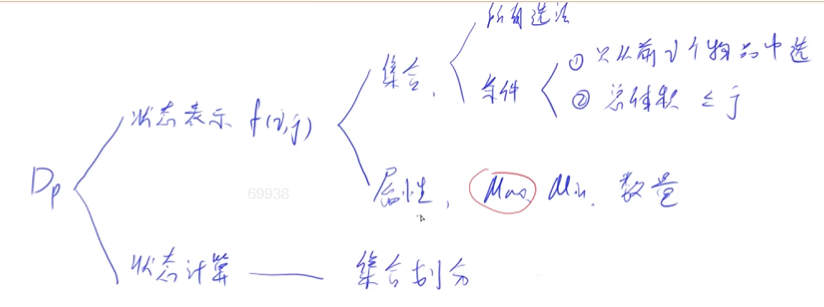 所有选法
集合
① 只从前i个物品中选
条件
② 总体积 ≤ j
状态表示 f(i,j)
Dp
属性, Max, Min, 数量
69938
状态计算 —— 集合划分